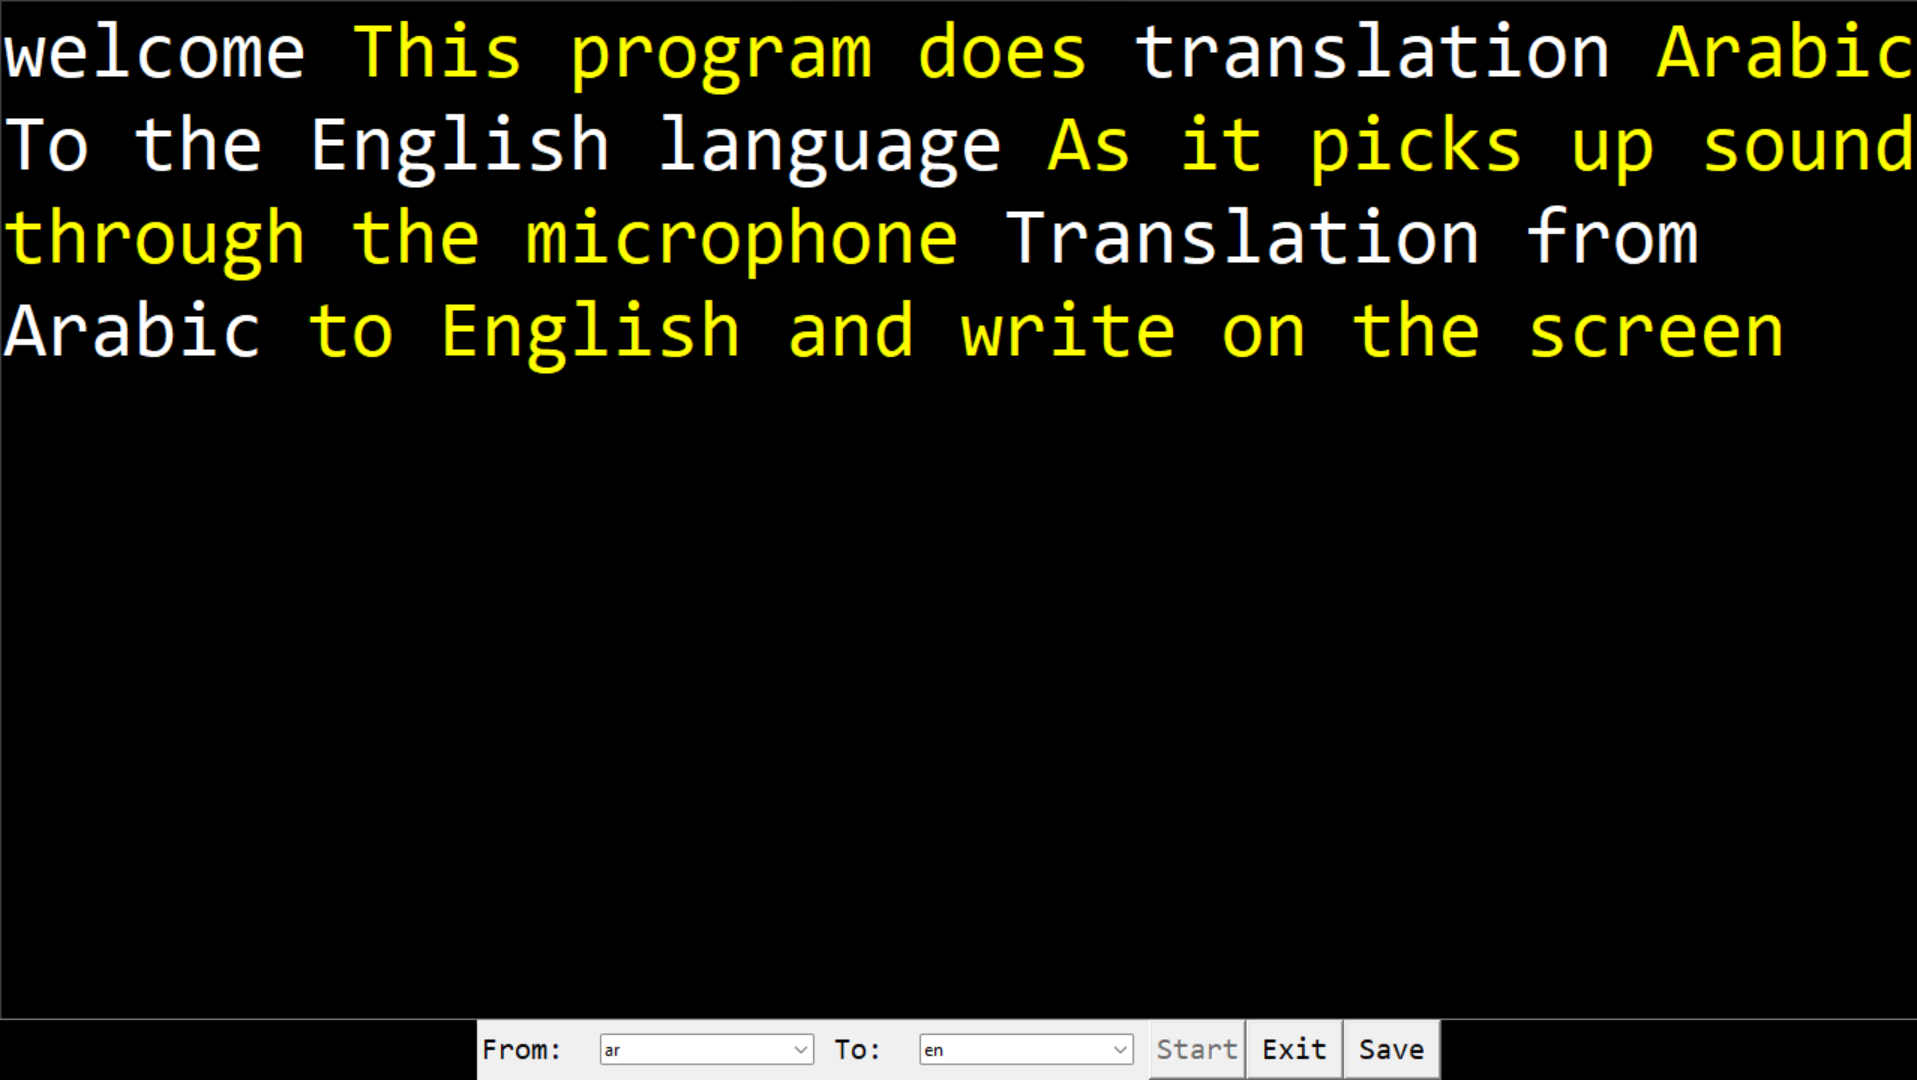 welcome This program does translation Arabic
To the English language As it picks up sound
through the microphone Translation from
Arabic to English and write on the screen
From: ar To: en Start Exit Save